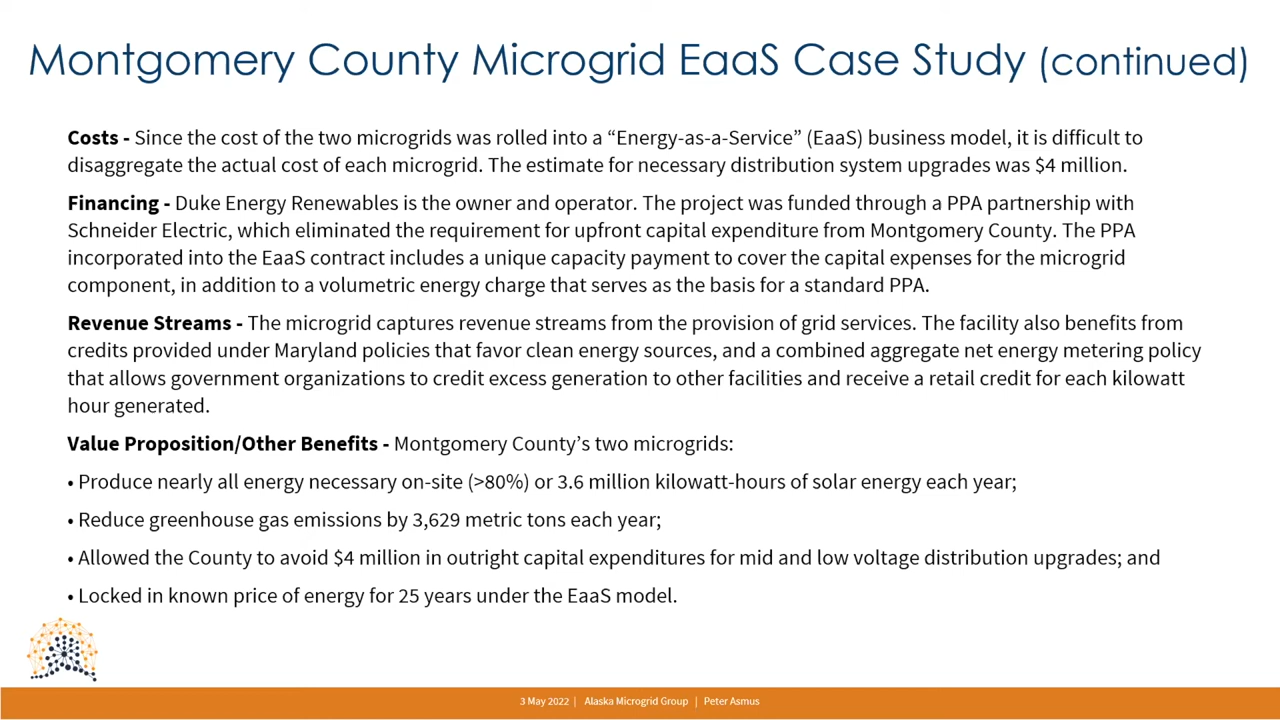 Montgomery County Microgrid EaaS Case Study (continued)
Costs - Since the cost of the two microgrids was rolled into a “Energy-as-a-Service” (EaaS) business model, it is difficult to
disaggregate the actual cost of each microgrid. The estimate for necessary distribution system upgrades was $4 million.
Financing - Duke Energy Renewables is the owner and operator. The project was funded through a PPA partnership with
Schneider Electric, which eliminated the requirement for upfront capital expenditure from Montgomery County. The PPA
incorporated into the EaaS contract includes a unique capacity payment to cover the capital expenses for the microgrid
component, in addition to a volumetric energy charge that serves as the basis for a standard PPA.
Revenue Streams - The microgrid captures revenue streams from the provision of grid services. The facility also benefits from
credits provided under Maryland policies that favor clean energy sources, and a combined aggregate net energy metering policy
that allows government organizations to credit excess generation to other facilities and receive a retail credit for each kilowatt
hour generated.
Value Proposition/Other Benefits - Montgomery County’s two microgrids:
• Produce nearly all energy necessary on-site (>80%) or 3.6 million kilowatt-hours of solar energy each year;
• Reduce greenhouse gas emissions by 3,629 metric tons each year;
• Allowed the County to avoid $4 million in outright capital expenditures for mid and low voltage distribution upgrades; and
• Locked in known price of energy for 25 years under the EaaS model.
3 May 2022 | Alaska Microgrid Group | Peter Asmus